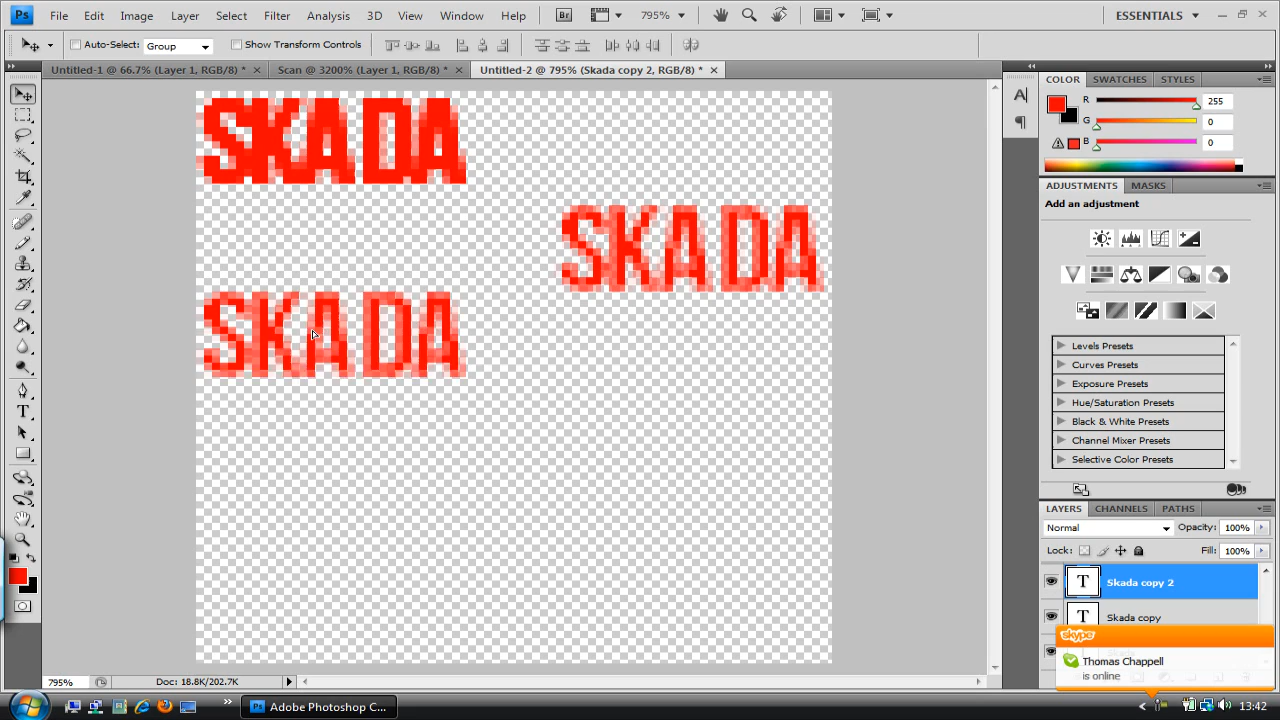 Ps File Edit Image Layer Select Filter Analysis 3D View Window Help Br 795% ESSENTIALS
Auto-Select: Group Show Transform Controls
Untitled-1 @ 66.7% (Layer 1, RGB/8) * Scan @ 3200% (Layer 1, RGB/8) * Untitled-2 @ 795% (Skada copy 2, RGB/8) *
SKADA
SKADA
SKADA
COLOR SWATCHES STYLES
R 255
G 0
B 0
ADJUSTMENTS MASKS
Add an adjustment
Levels Presets
Curves Presets
Exposure Presets
Hue/Saturation Presets
Black & White Presets
Channel Mixer Presets
Selective Color Presets
LAYERS CHANNELS PATHS
Normal Opacity: 100%
Lock: Fill: 100%
T Skada copy 2
T Skada copy
skype
Thomas Chappell
is online
795% Doc: 18.8K/202.7K
Ps Adobe Photoshop C... 13:42